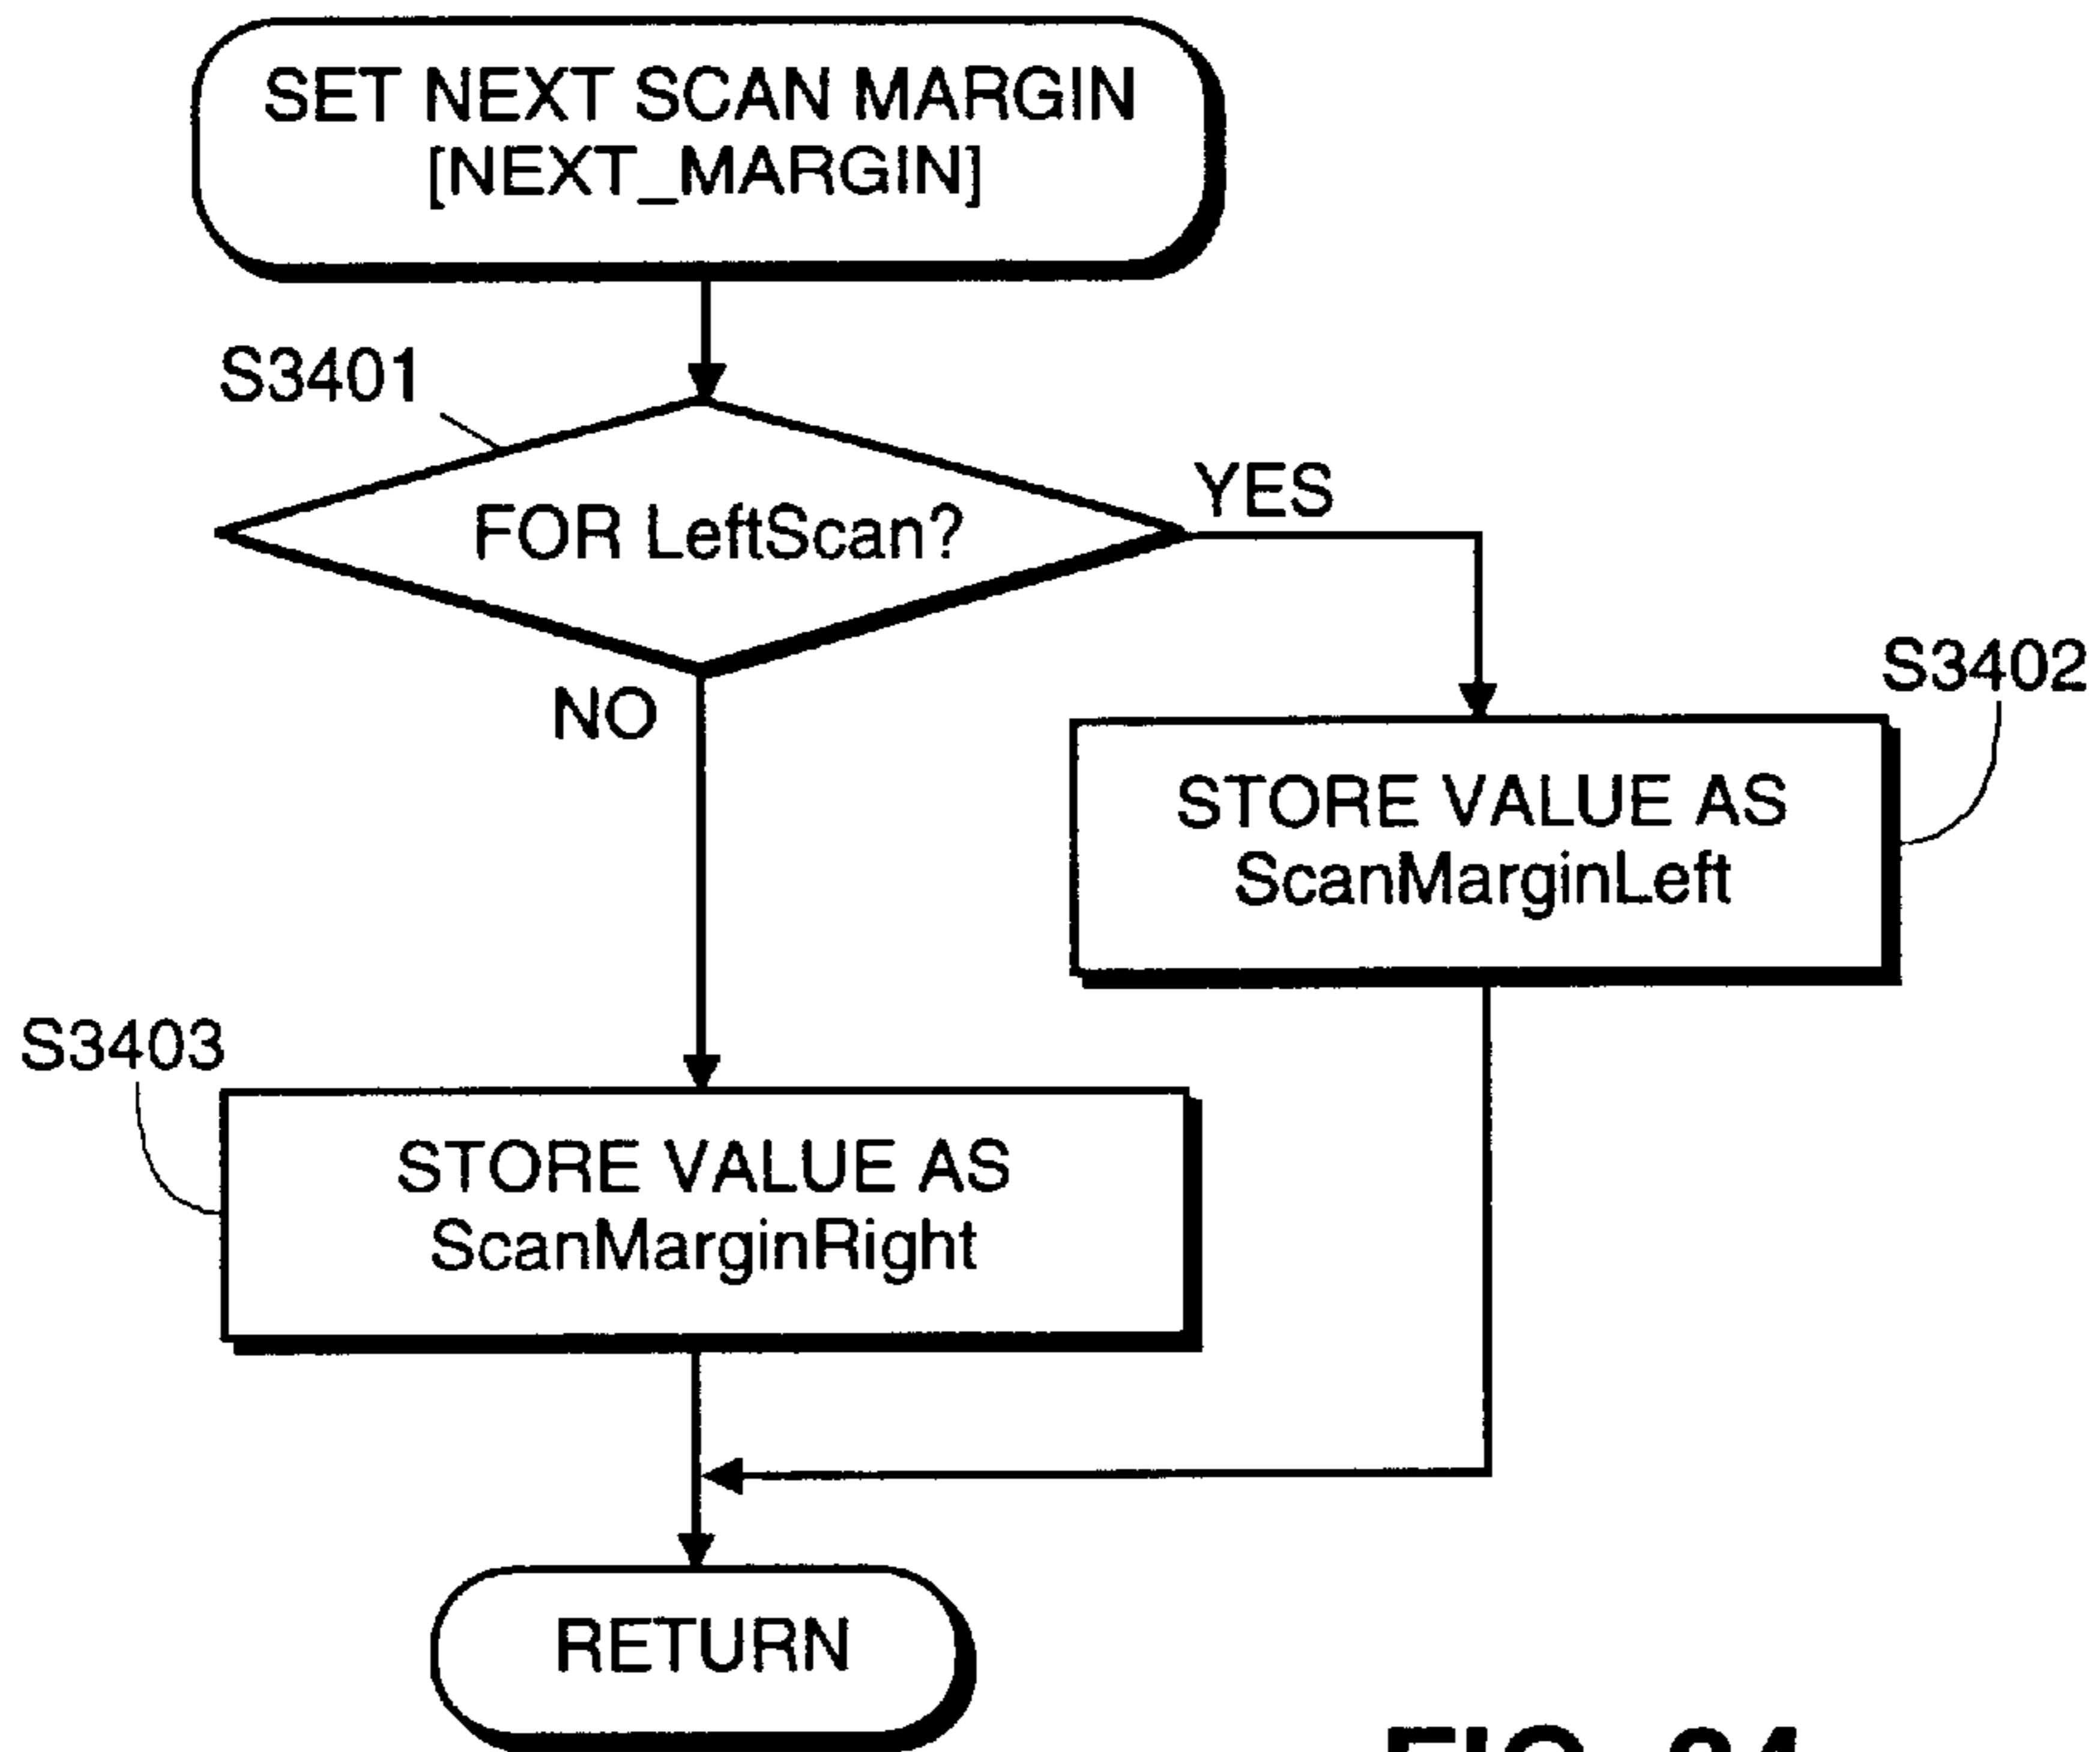 SET NEXT SCAN MARGIN
[NEXT_MARGIN]
S3401
FOR LeftScan?
YES
NO
S3402
STORE VALUE AS
ScanMarginLeft
S3403
STORE VALUE AS
ScanMarginRight
RETURN